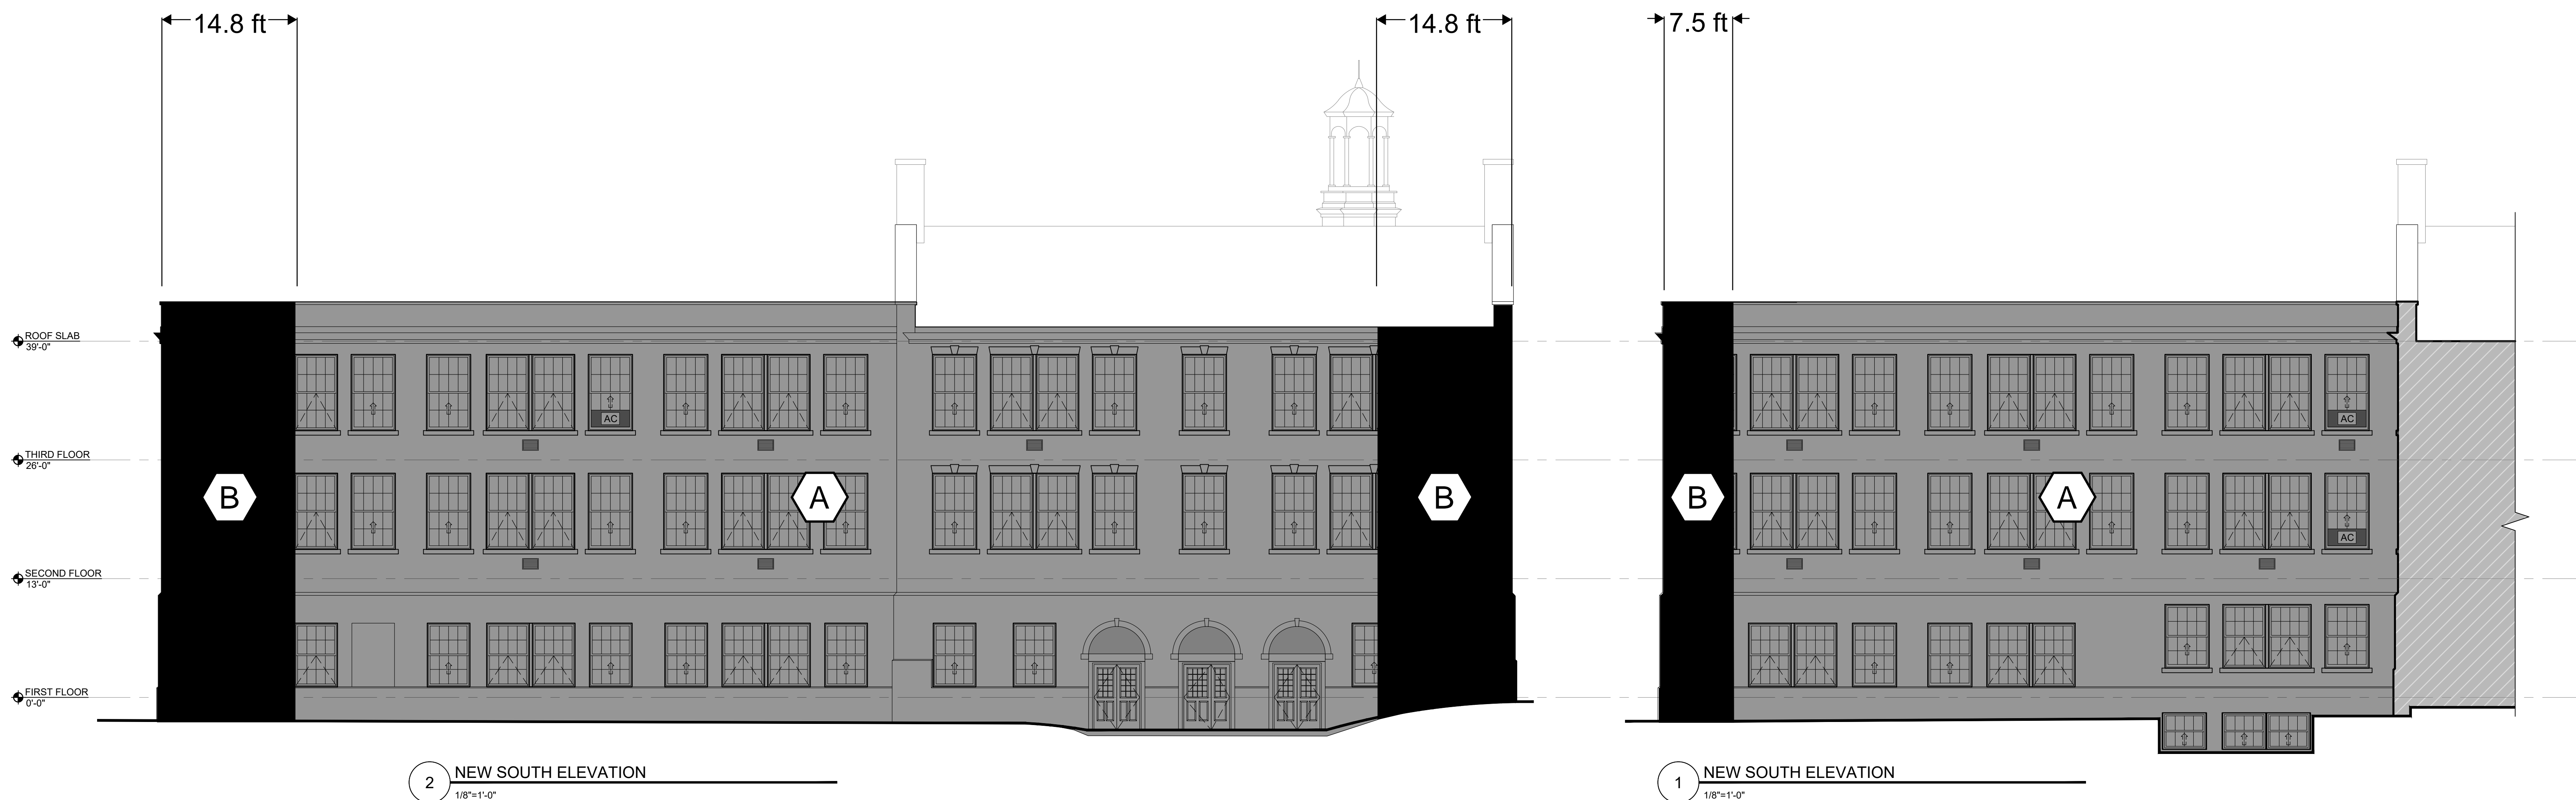 14.8 ft
14.8 ft
7.5 ft
ROOF SLAB
39'-0"
AC
AC
THIRD FLOOR
26'-0"
B
A
B
B
A
AC
SECOND FLOOR
13'-0"
FIRST FLOOR
0'-0"
2
NEW SOUTH ELEVATION
1/8"=1'-0"
1
NEW SOUTH ELEVATION
1/8"=1'-0"